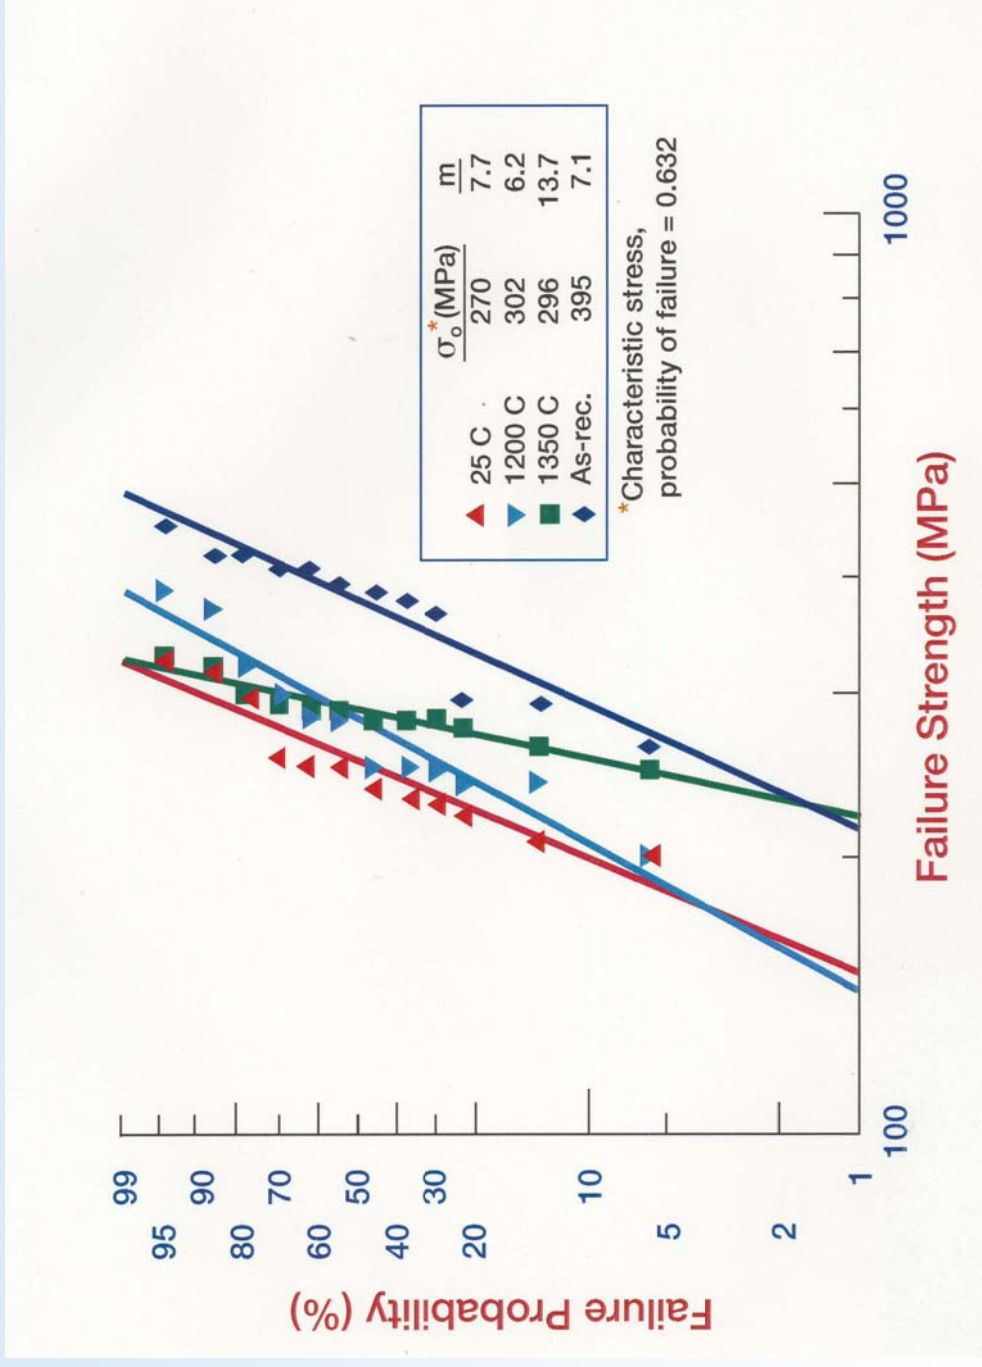 Failure Probability (%)
99
95
90
80
70
60
50
40
30
20
10
5
2
1
100
1000
Failure Strength (MPa)
σo* (MPa) m
25 C 270 7.7
1200 C 302 6.2
1350 C 296 13.7
As-rec. 395 7.1
*Characteristic stress,
probability of failure = 0.632